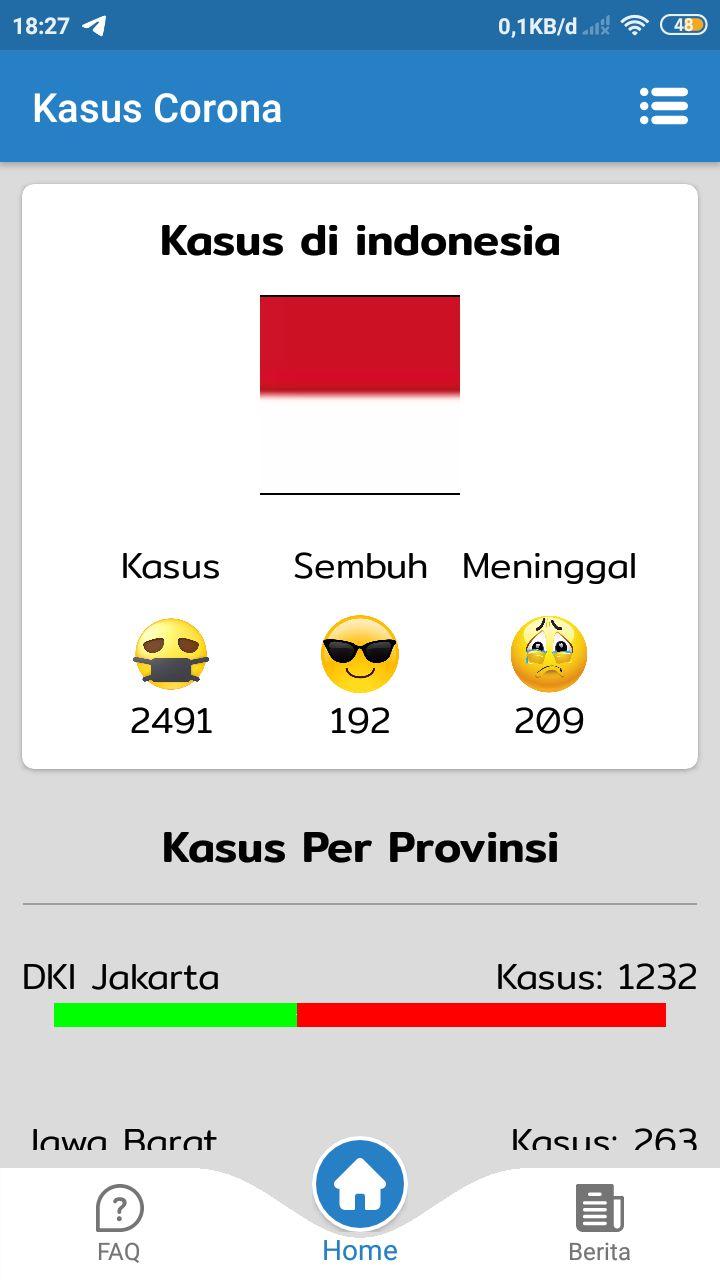 18:27 0,1KB/d 48
Kasus Corona
Kasus di indonesia
Kasus Sembuh Meninggal
2491 192 209
Kasus Per Provinsi
DKI Jakarta Kasus: 1232
Jawa Barat Kasus: 263
FAQ Home Berita